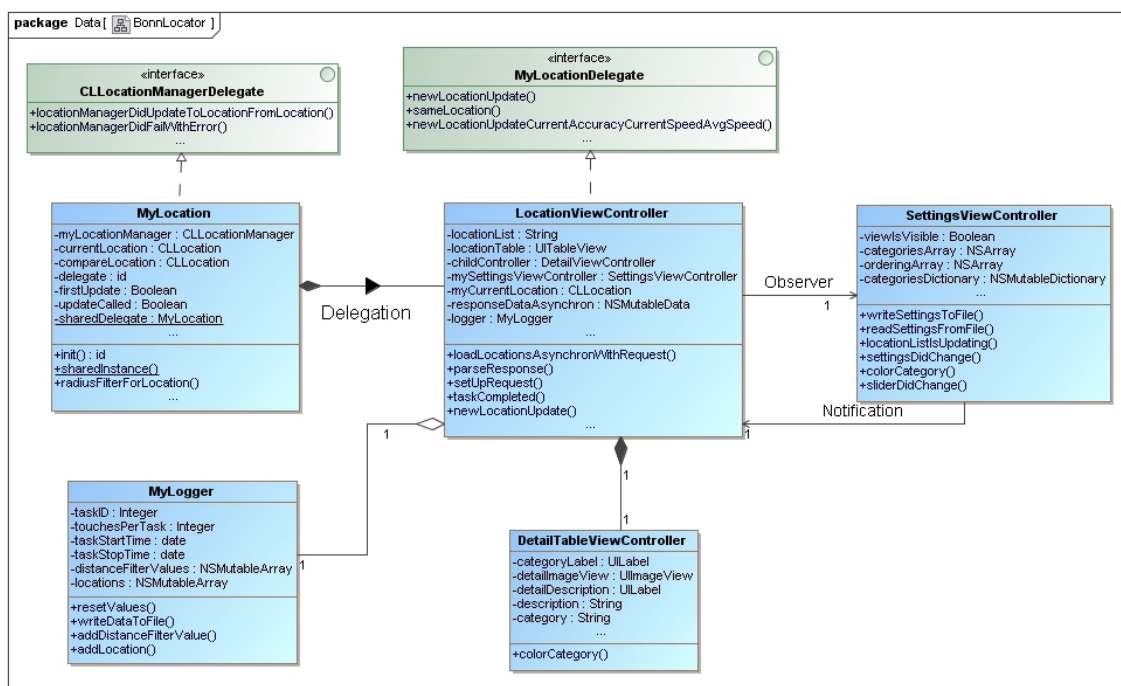 package Data[ BonnLocator ]
«interface»
CLLocationManagerDelegate
+locationManagerDidUpdateToLocationFromLocation()
+locationManagerDidFailWithError()
...
«interface»
MyLocationDelegate
+newLocationUpdate()
+sameLocation()
+newLocationUpdateCurrentAccuracyCurrentSpeedAvgSpeed()
...
MyLocation
-myLocationManager : CLLocationManager
-currentLocation : CLLocation
-compareLocation : CLLocation
-delegate : id
-firstUpdate : Boolean
-updateCalled : Boolean
-sharedDelegate : MyLocation
...
+init() : id
+sharedInstance()
+radiusFilterForLocation()
...
Delegation
LocationViewController
-locationList : String
-locationTable : UITableView
-childController : DetailViewController
-mySettingsViewController : SettingsViewController
-myCurrentLocation : CLLocation
-responseDataAsynchron : NSMutableData
-logger : MyLogger
...
+loadLocationsAsynchronWithRequest()
+parseResponse()
+setUpRequest()
+taskCompleted()
+newLocationUpdate()
...
Observer
1
SettingsViewController
-viewIsVisible : Boolean
-categoriesArray : NSArray
-orderingArray : NSArray
-categoriesDictionary : NSMutableDictionary
...
+writeSettingsToFile()
+readSettingsFromFile()
+locationListIsUpdating()
+settingsDidChange()
+colorCategory()
+sliderDidChange()
Notification
1
1
MyLogger
-taskID : Integer
-touchesPerTask : Integer
-taskStartTime : date
-taskStopTime : date
-distanceFilterValues : NSMutableArray
-locations : NSMutableArray
+resetValues()
+writeDataToFile()
+addDistanceFilterValue()
+addLocation()
1
1
1
DetailTableViewController
-categoryLabel : UILabel
-detailImageView : UIImageView
-detailDescription : UILabel
-description : String
-category : String
...
+colorCategory()